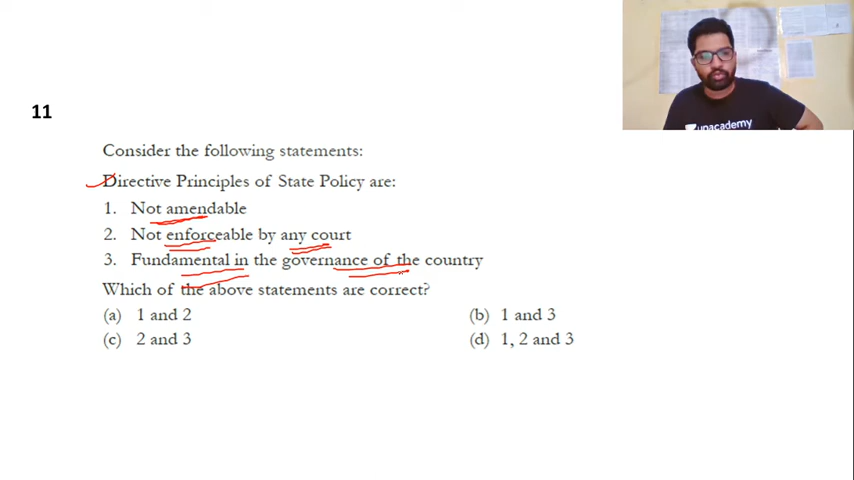 11
unacademy
Consider the following statements:
Directive Principles of State Policy are:
1. Not amendable
2. Not enforceable by any court
3. Fundamental in the governance of the country
Which of the above statements are correct?
(a) 1 and 2
(b) 1 and 3
(c) 2 and 3
(d) 1, 2 and 3